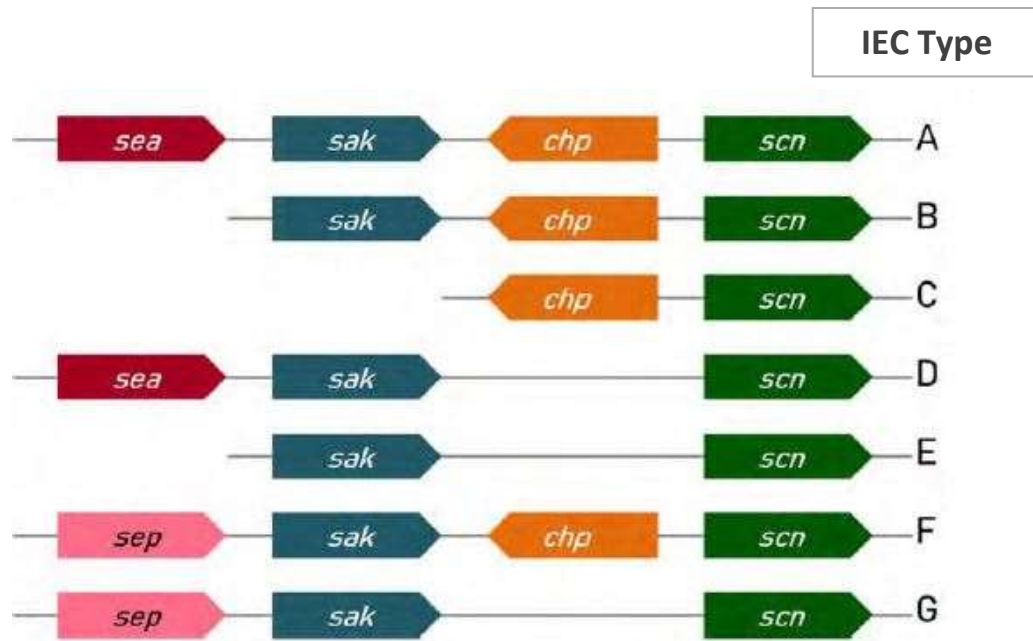 IEC Type
sea sak chp scn A
sak chp scn B
chp scn C
sea sak scn D
sak scn E
sep sak chp scn F
sep sak scn G